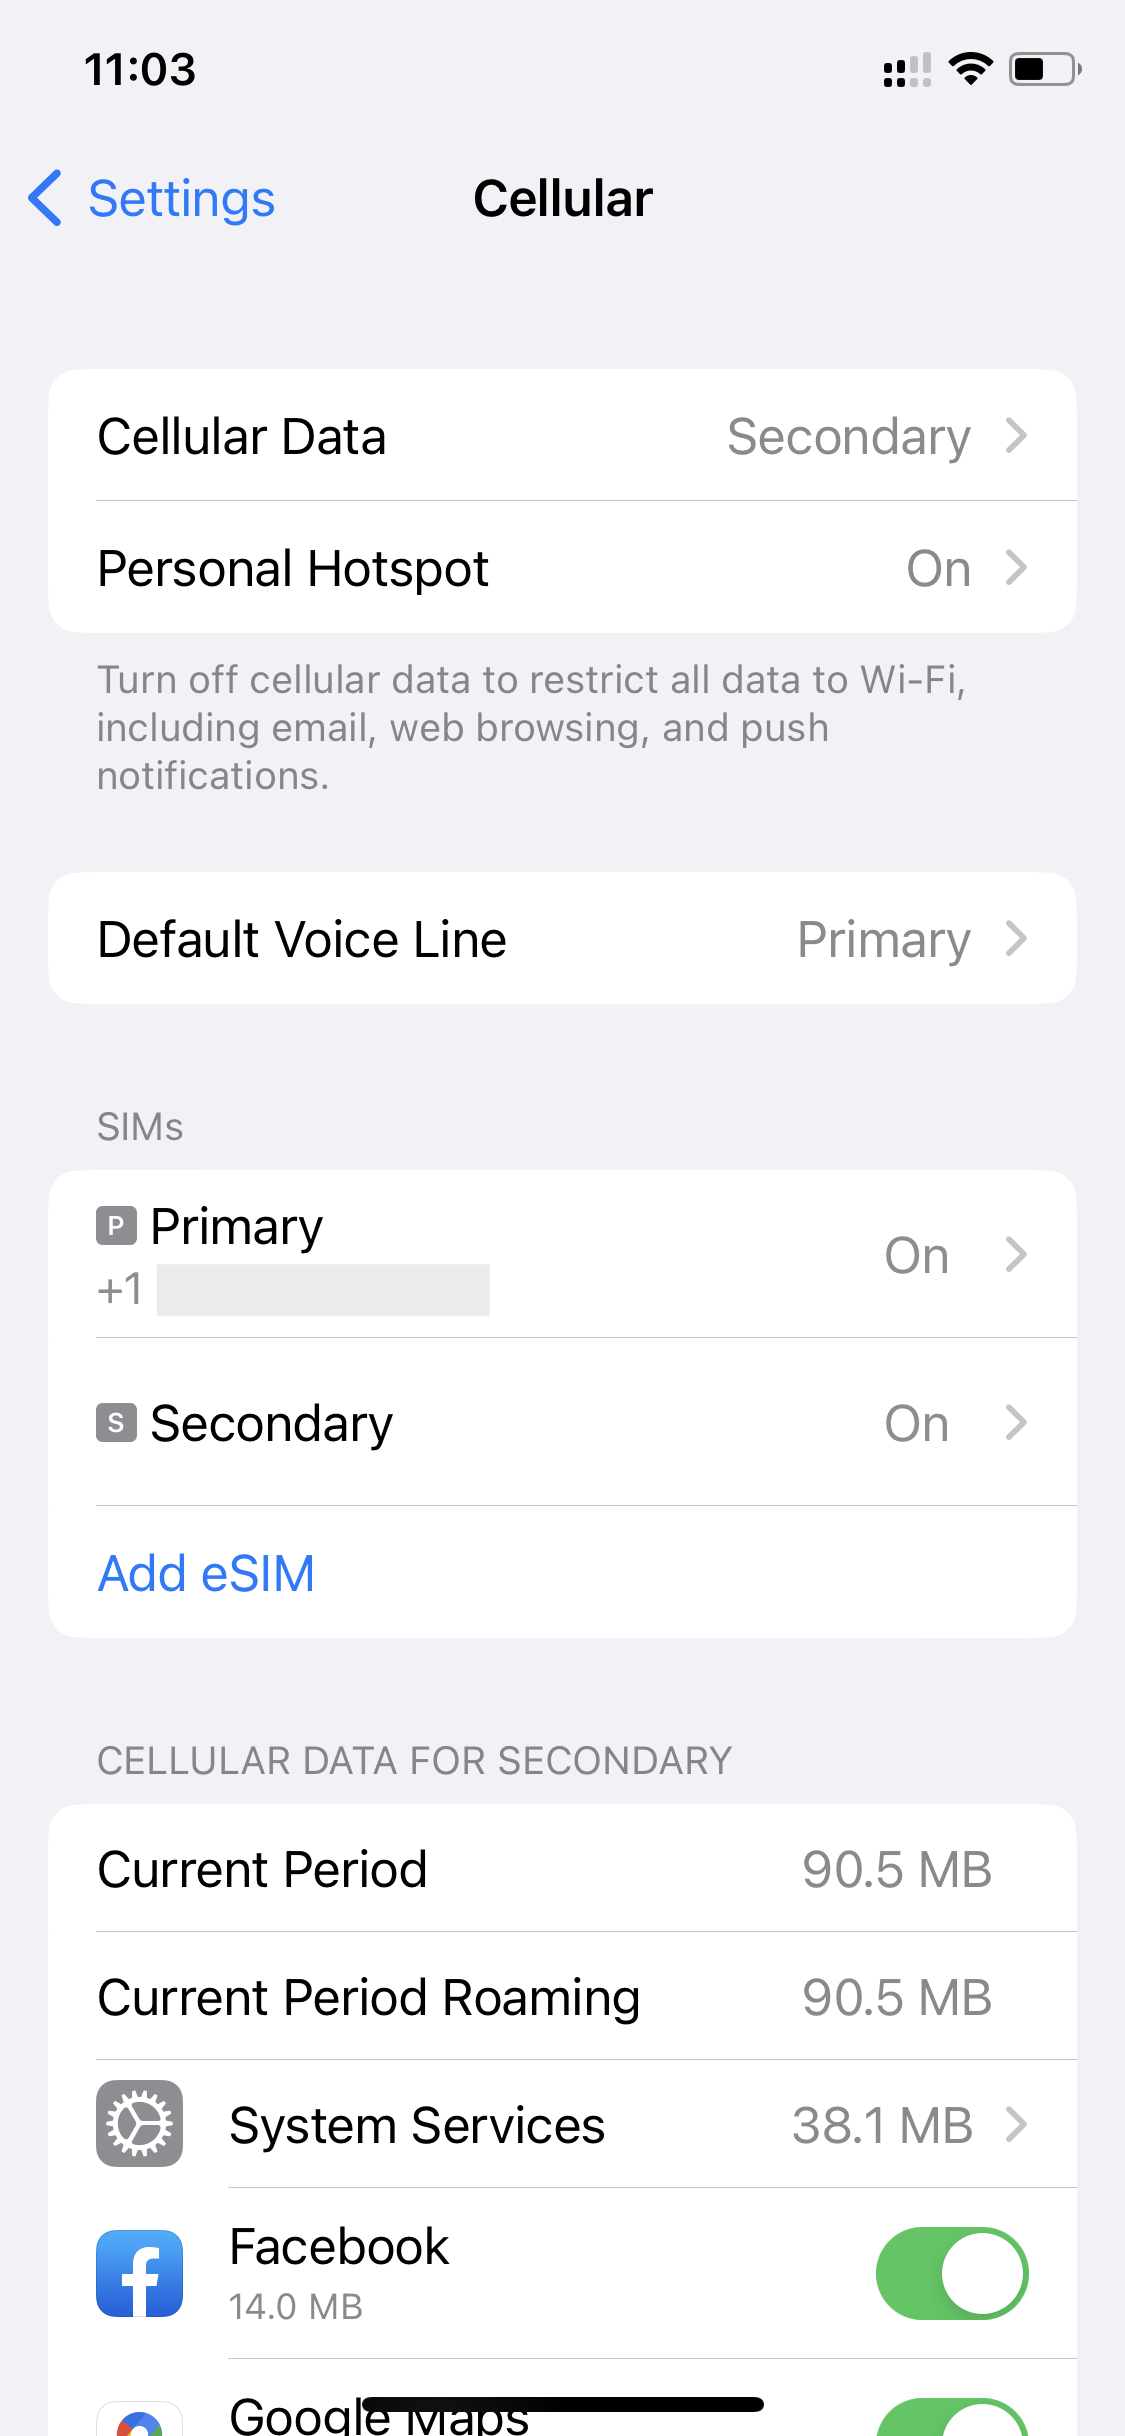 11:03
Settings
Cellular
Cellular Data Secondary
Personal Hotspot On
Turn off cellular data to restrict all data to Wi-Fi,
including email, web browsing, and push
notifications.
Default Voice Line Primary
SIMs
P Primary
+1
On
S Secondary On
Add eSIM
CELLULAR DATA FOR SECONDARY
Current Period 90.5 MB
Current Period Roaming 90.5 MB
System Services 38.1 MB
Facebook
14.0 MB
Google Maps